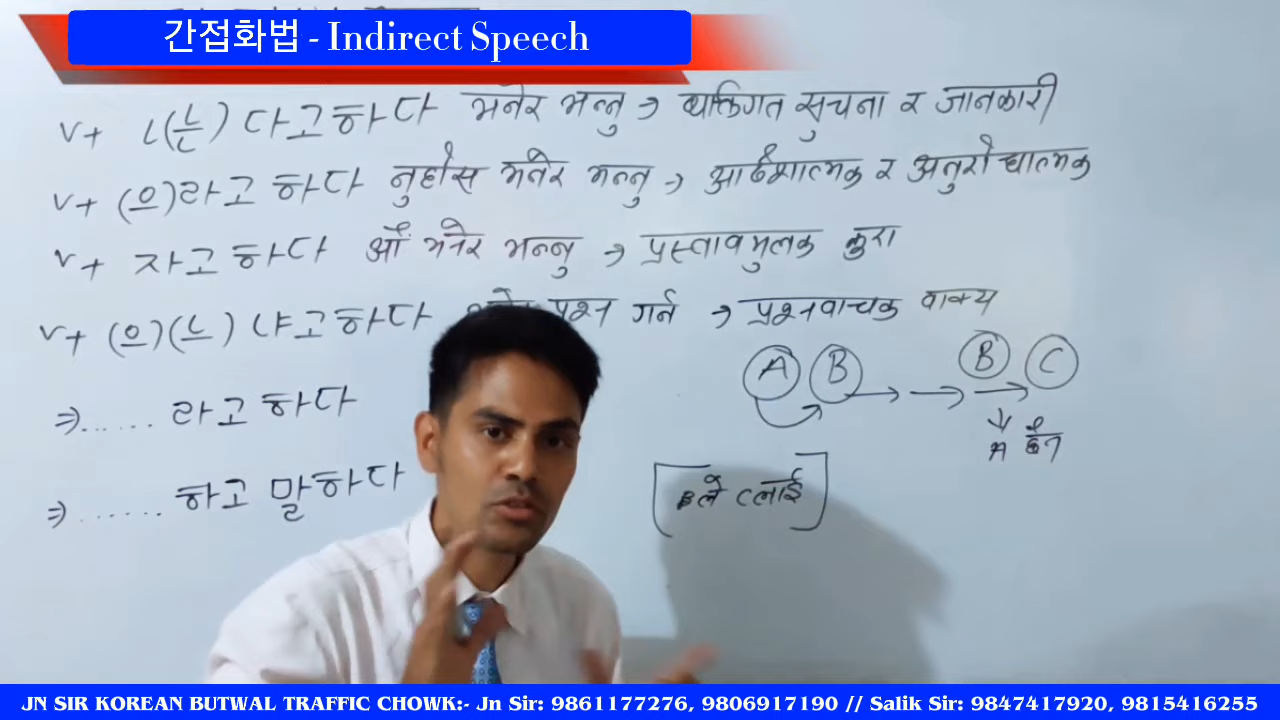 간접화법 - Indirect Speech
V+ ㄴ(는) 다고하다 भनेर भन्नु → व्यक्तिगत सुचना र जानकारी
V+ (으)라고 하다 नुहोस भनेर भन्नु → आदेशात्मक र अनुरोधात्मक
V+ 자고 하다 औं भनेर भन्नु → प्रस्तावमुलक कुरा
V+ (으)(느) 냐고하다 प्रश्न गर्न → प्रश्नवाचक वाक्य
A B → → B → C
⇒...... 라고 하다
A छैन
⇒ ...... 하고 말하다
[Bले Cलाई]
JN SIR KOREAN BUTWAL TRAFFIC CHOWK:- Jn Sir: 9861177276, 9806917190 // Salik Sir: 9847417920, 9815416255